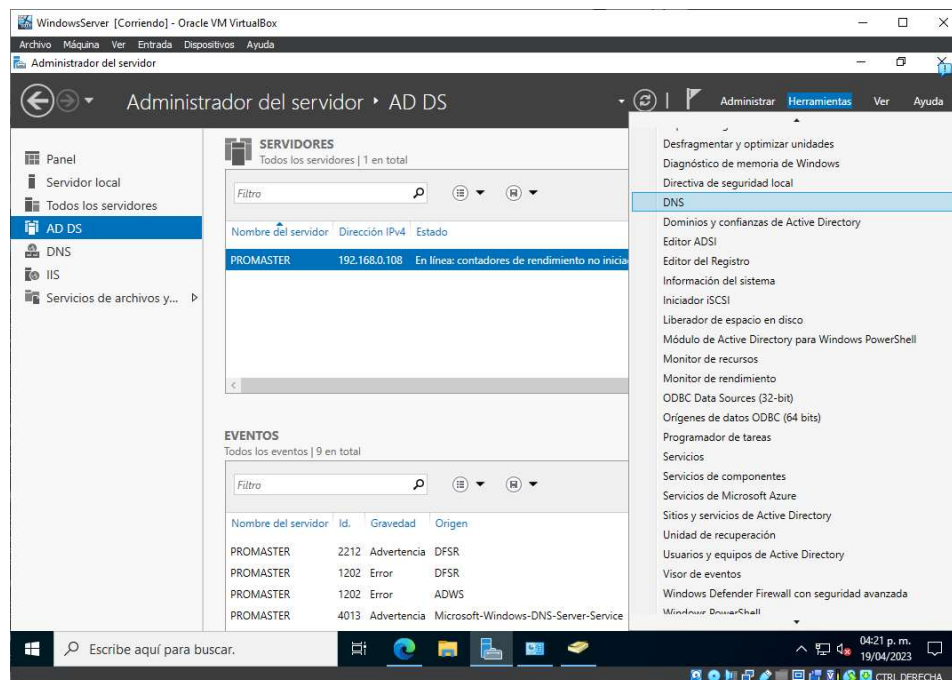 WindowsServer [Corriendo] - Oracle VM VirtualBox
Archivo Máquina Ver Entrada Dispositivos Ayuda
Administrador del servidor
Administrador del servidor AD DS
Administrar Herramientas Ver Ayuda
Panel
Servidor local
Todos los servidores
AD DS
DNS
IIS
Servicios de archivos y...
SERVIDORES
Todos los servidores | 1 en total
Filtro
Nombre del servidor Dirección IPv4 Estado
PROMASTER 192.168.0.108 En línea: contadores de rendimiento no inicia
EVENTOS
Todos los eventos | 9 en total
Filtro
Nombre del servidor Id. Gravedad Origen
PROMASTER 2212 Advertencia DFSR
PROMASTER 1202 Error DFSR
PROMASTER 1202 Error ADWS
PROMASTER 4013 Advertencia Microsoft-Windows-DNS-Server-Service
Desfragmentar y optimizar unidades
Diagnóstico de memoria de Windows
Directiva de seguridad local
DNS
Dominios y confianzas de Active Directory
Editor ADSI
Editor del Registro
Información del sistema
Iniciador iSCSI
Liberador de espacio en disco
Módulo de Active Directory para Windows PowerShell
Monitor de recursos
Monitor de rendimiento
ODBC Data Sources (32-bit)
Orígenes de datos ODBC (64 bits)
Programador de tareas
Servicios
Servicios de componentes
Servicios de Microsoft Azure
Sitios y servicios de Active Directory
Unidad de recuperación
Usuarios y equipos de Active Directory
Visor de eventos
Windows Defender Firewall con seguridad avanzada
Windows PowerShell
Escribe aquí para buscar.
04:21 p. m.
19/04/2023
CTRL DERECHA